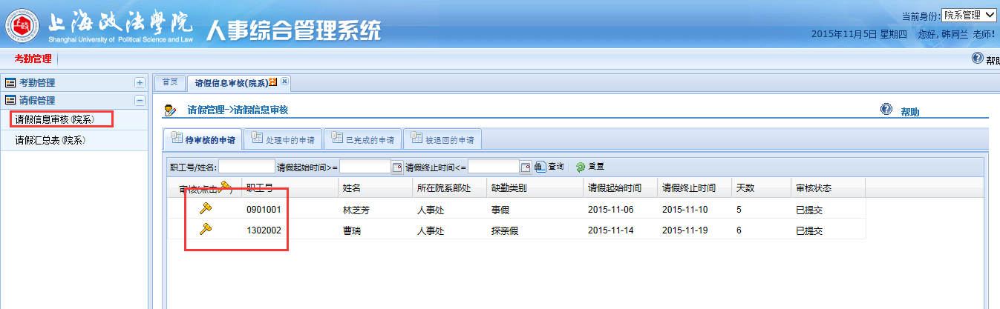 上海政法學院
Shanghai University of Political Science and Law
人事综合管理系统
当前身份: 院系管理
2015年11月5日 星期四 您好, 韩同兰 老师!
考勤管理
帮助
考勤管理
请假管理
请假信息审核(院系)
请假汇总表(院系)
首页 请假信息审核(院系)
请假管理->请假信息审核
帮助
待审核的申请 处理中的申请 已完成的申请 被退回的申请
职工号/姓名: 请假起始时间>= 请假终止时间<= 查询 重置
审核(点击 ) 职工号 姓名 所在院系部处 缺勤类别 请假起始时间 请假终止时间 天数 审核状态
0901001 林芝芳 人事处 事假 2015-11-06 2015-11-10 5 已提交
1302002 曹瑞 人事处 探亲假 2015-11-14 2015-11-19 6 已提交